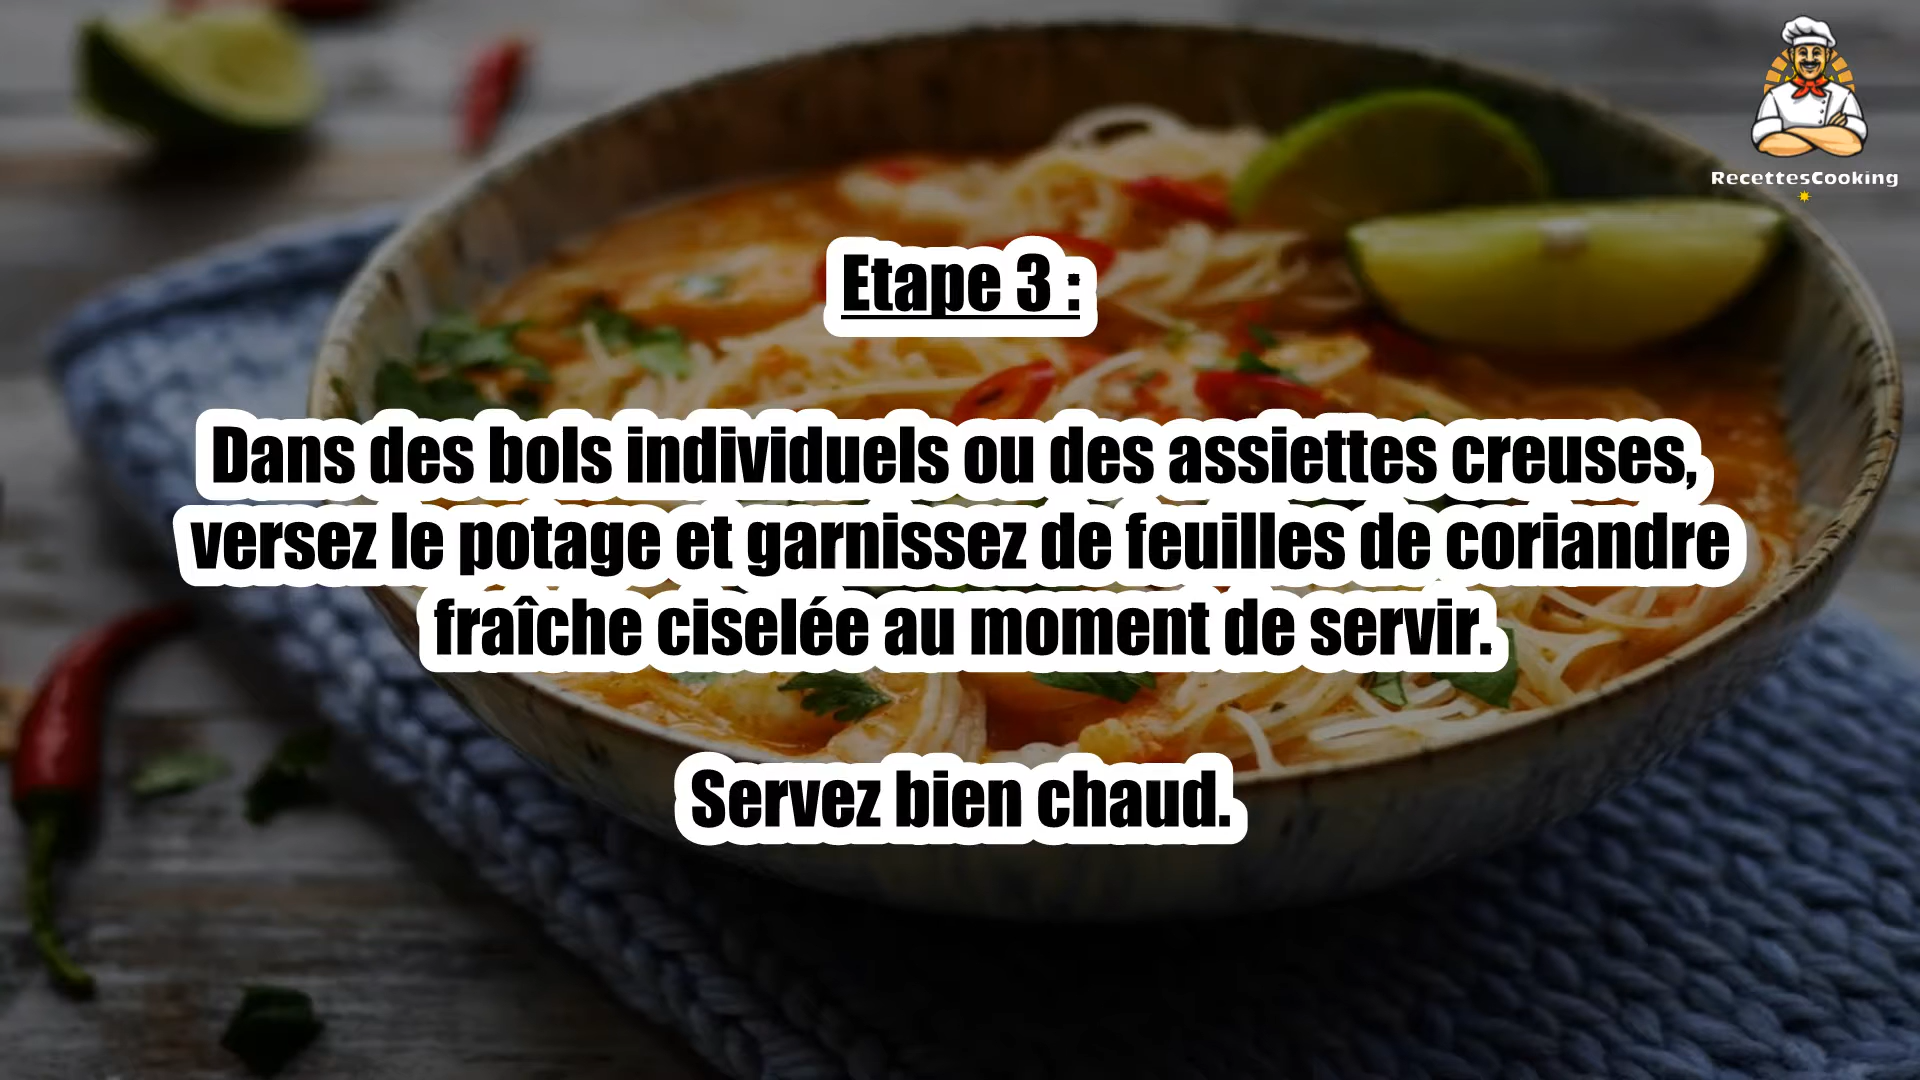 RecettesCooking
Etape 3 :
Dans des bols individuels ou des assiettes creuses,
versez le potage et garnissez de feuilles de coriandre
fraîche ciselée au moment de servir.
Servez bien chaud.